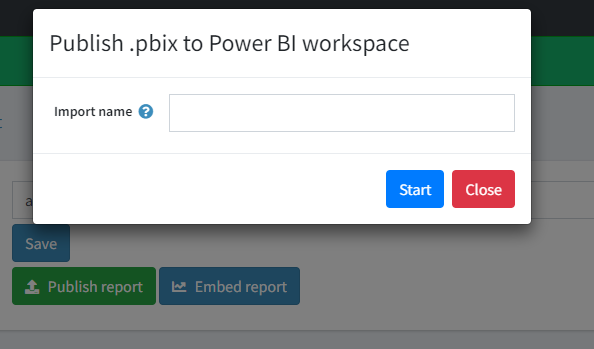 Publish .pbix to Power BI workspace
Import name
Start
Close
a
Save
Publish report
Embed report